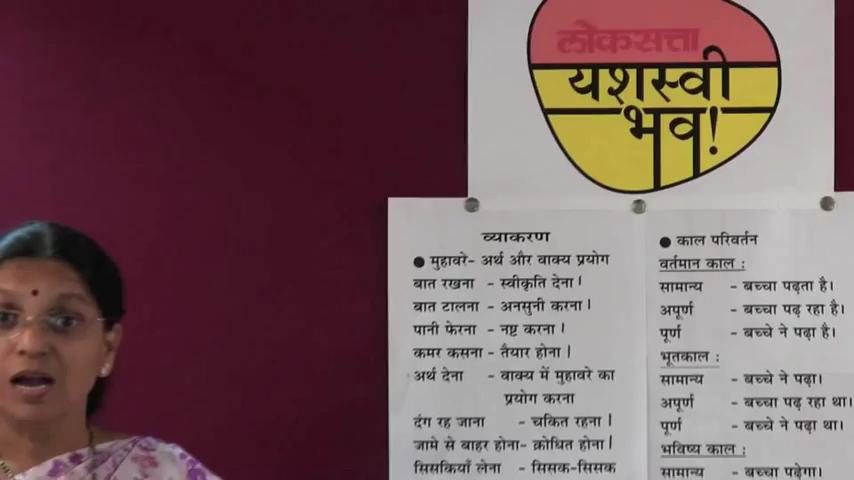 लोकसत्ता
यशस्वी
भव!
व्याकरण
● मुहावरे- अर्थ और वाक्य प्रयोग
बात रखना - स्वीकृति देना।
बात टालना - अनसुनी करना।
पानी फेरना - नष्ट करना।
कमर कसना - तैयार होना।
अर्थ देना - वाक्य में मुहावरे का
प्रयोग करना
दंग रह जाना - चकित रहना।
जामे से बाहर होना- क्रोधित होना।
सिसकियाँ लेना - सिसक-सिसक
● काल परिवर्तन
वर्तमान काल :
सामान्य - बच्चा पढ़ता है।
अपूर्ण - बच्चा पढ़ रहा है।
पूर्ण - बच्चे ने पढ़ा है।
भूतकाल :
सामान्य - बच्चे ने पढ़ा।
अपूर्ण - बच्चा पढ़ रहा था।
पूर्ण - बच्चे ने पढ़ा था।
भविष्य काल :
सामान्य - बच्चा पढ़ेगा।